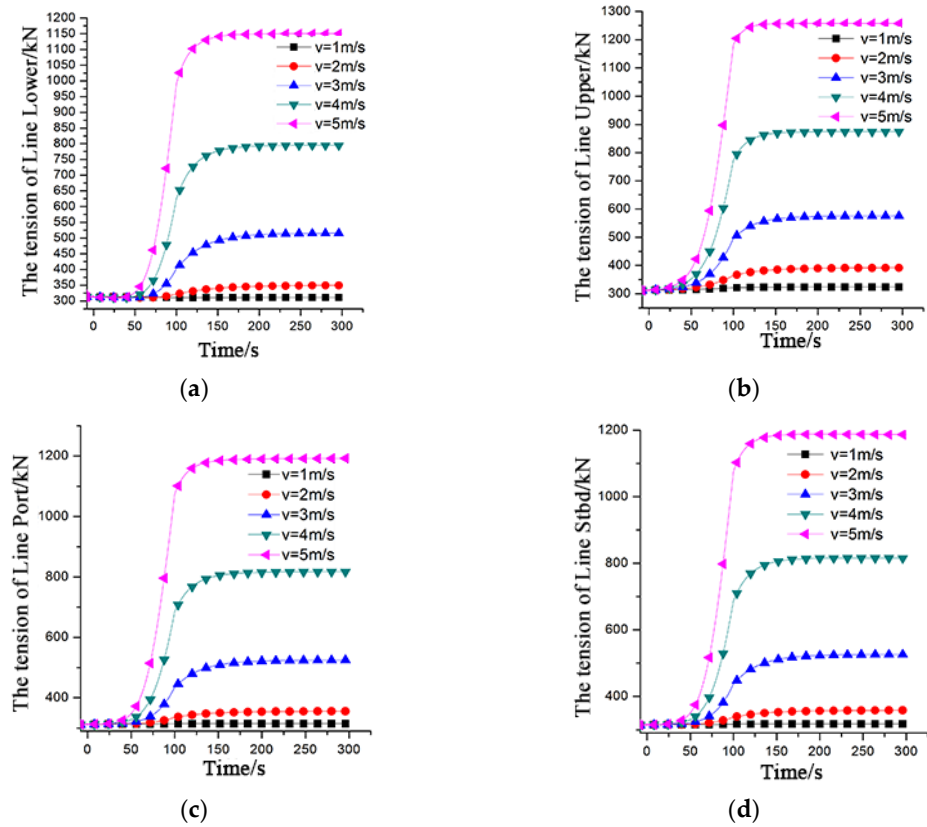 The tension of Line Lower/kN
1200
1150
1100
1050
1000
950
900
850
800
750
700
650
600
550
500
450
400
350
300
v=1m/s
v=2m/s
v=3m/s
v=4m/s
v=5m/s
0 50 100 150 200 250 300
Time/s
(a)
The tension of Line Upper/kN
1300
1200
1100
1000
900
800
700
600
500
400
300
v=1m/s
v=2m/s
v=3m/s
v=4m/s
v=5m/s
0 50 100 150 200 250 300
Time/s
(b)
The tension of Line Port/kN
1200
1000
800
600
400
v=1m/s
v=2m/s
v=3m/s
v=4m/s
v=5m/s
0 50 100 150 200 250 300
Time/s
(c)
The tension of Line Stbd/kN
1200
1000
800
600
400
v=1m/s
v=2m/s
v=3m/s
v=4m/s
v=5m/s
0 50 100 150 200 250 300
Time/s
(d)